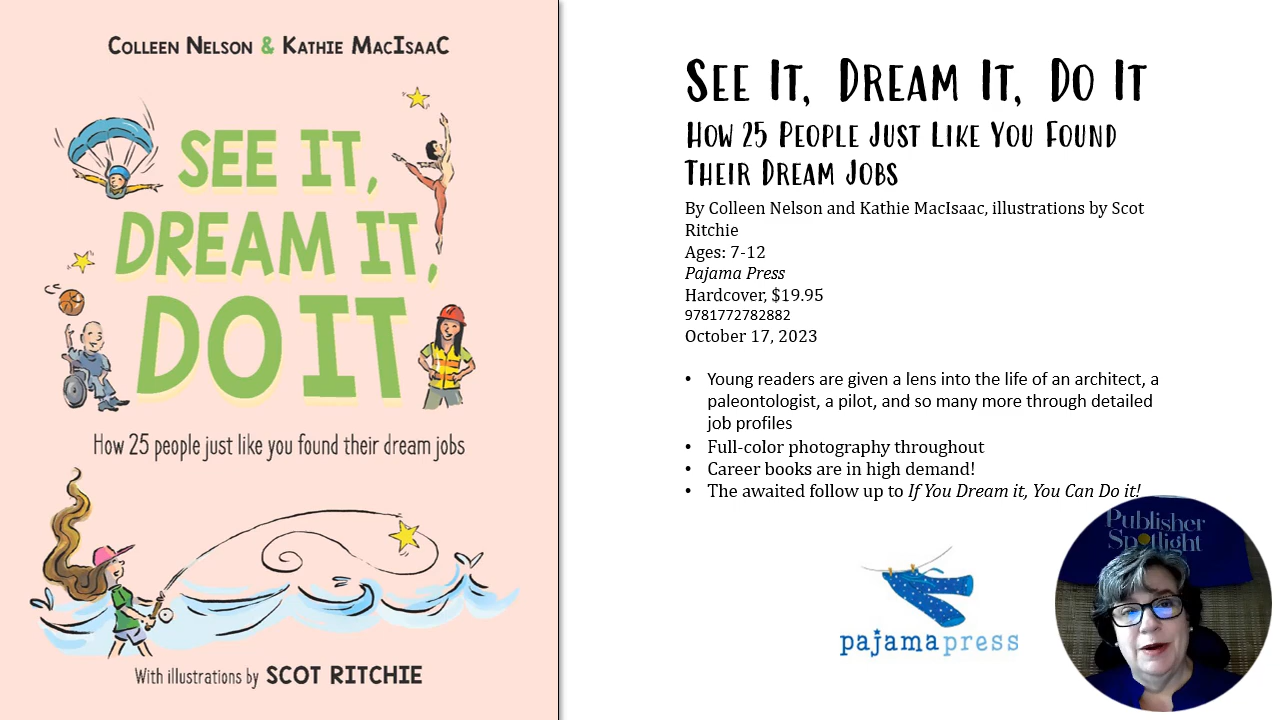 COLLEEN NELSON & KATHIE MACISAAC
SEE IT,
DREAM IT,
DO IT
How 25 people just like you found their dream jobs
With illustrations by SCOT RITCHIE
SEE IT, DREAM IT, DO IT
HOW 25 PEOPLE JUST LIKE YOU FOUND
THEIR DREAM JOBS
By Colleen Nelson and Kathie MacIsaac, illustrations by Scot
Ritchie
Ages: 7-12
Pajama Press
Hardcover, $19.95
9781772782882
October 17, 2023
• Young readers are given a lens into the life of an architect, a
paleontologist, a pilot, and so many more through detailed
job profiles
• Full-color photography throughout
• Career books are in high demand!
• The awaited follow up to If You Dream it, You Can Do it!
pajamapress
Publisher
Spotlight